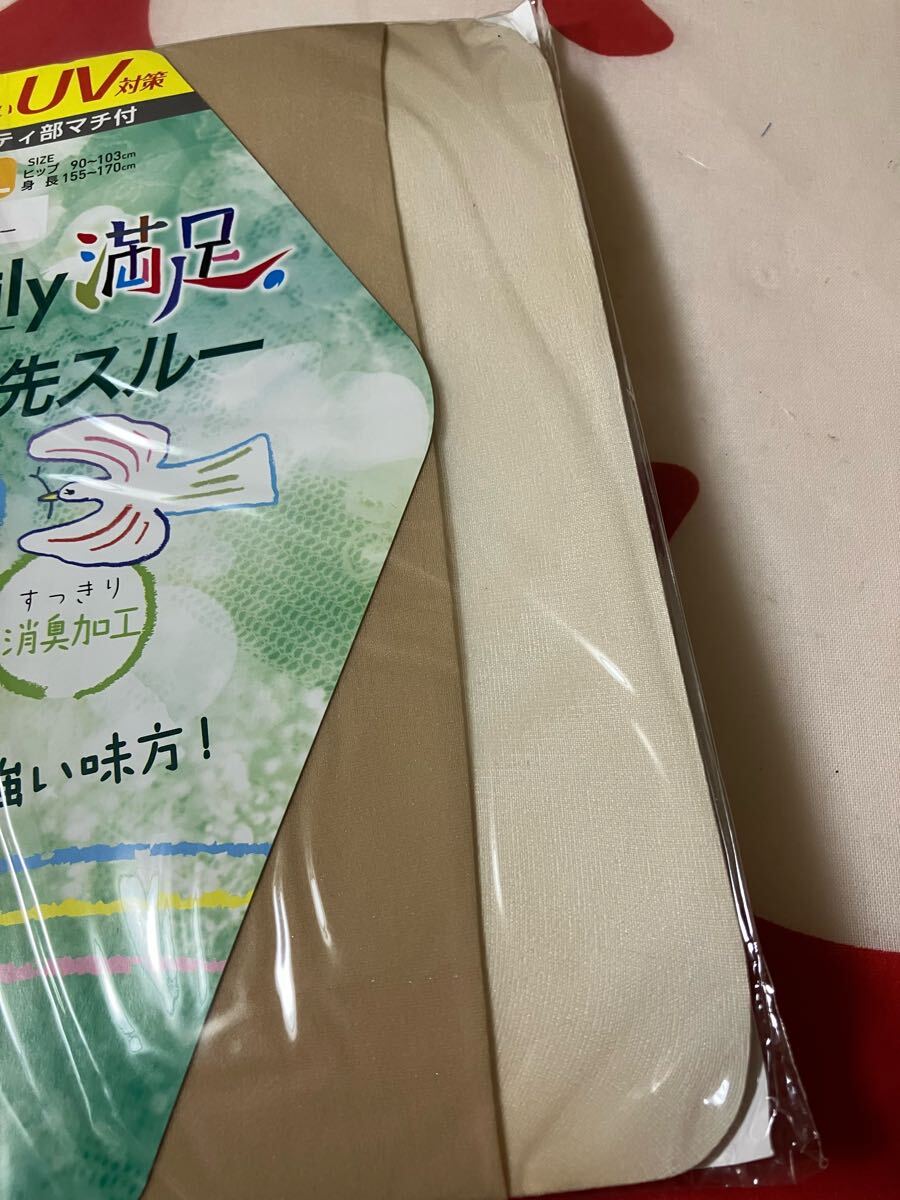 UV対策
ティ部マチ付
SIZE
ヒップ 90~103cm
身長 155~170cm
ily 満足。
先スルー
すっきり
消臭加工
強い味方!